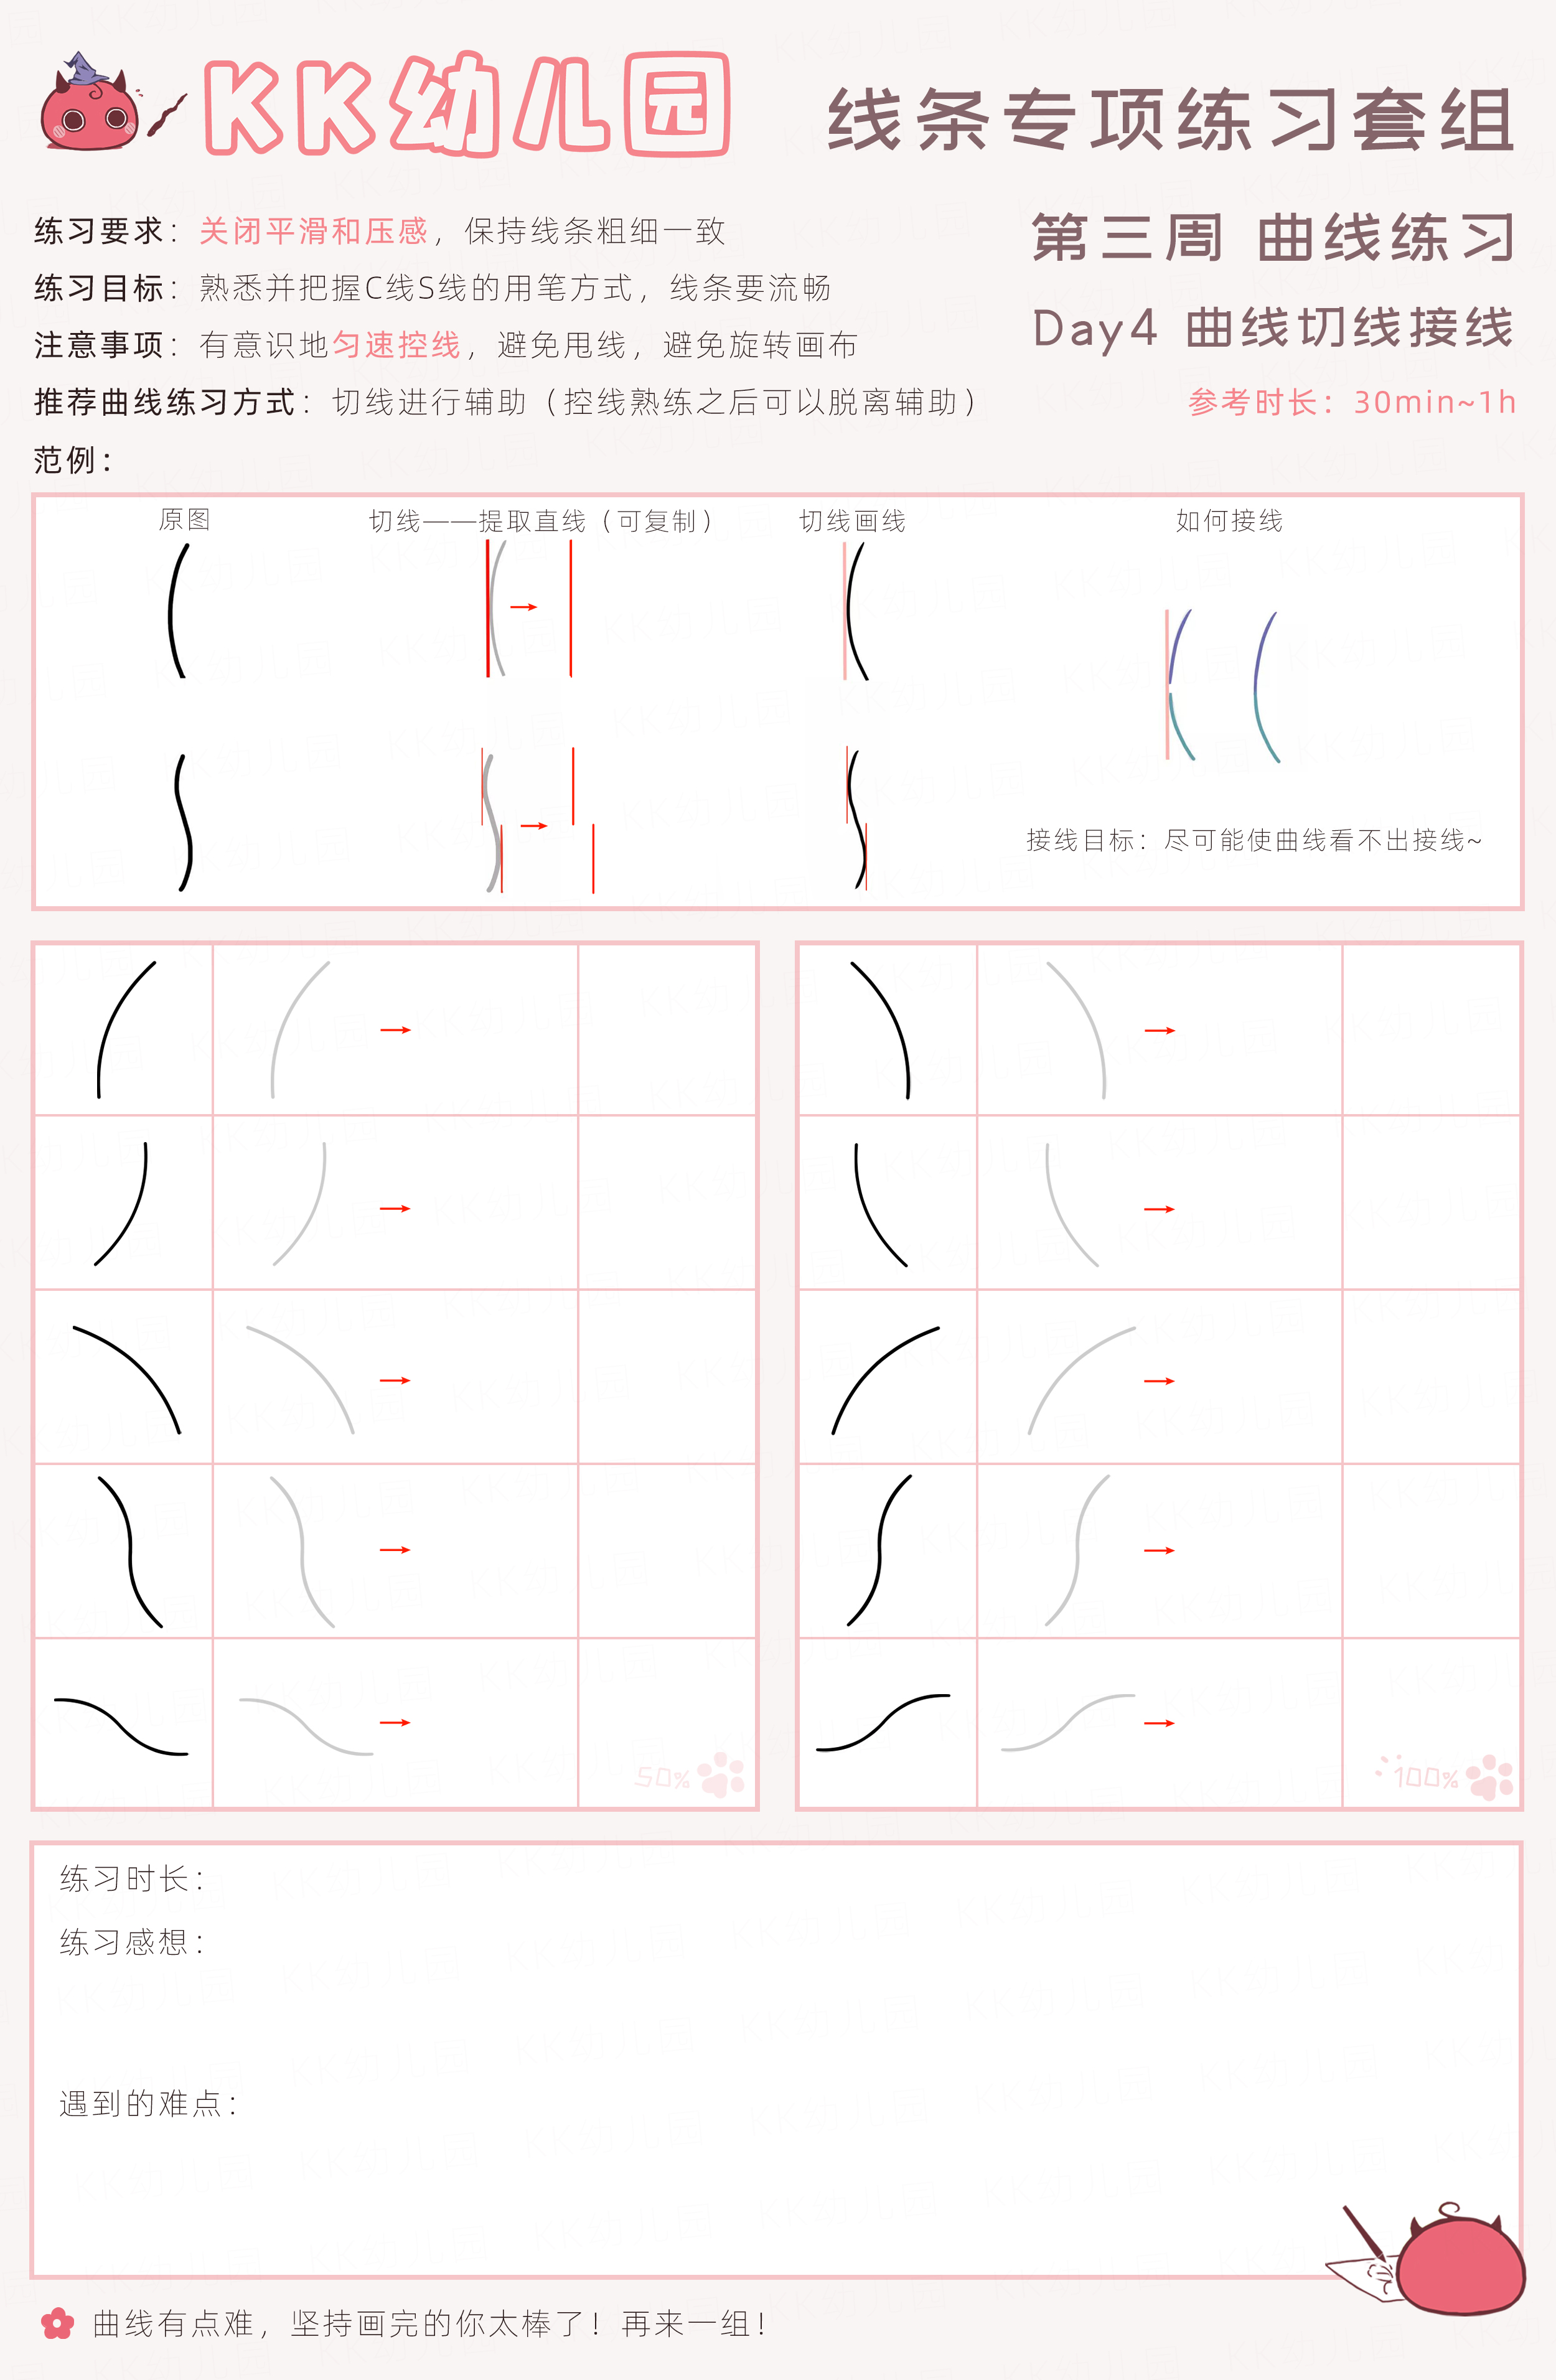 KK幼儿园
线条专项练习套组
练习要求：关闭平滑和压感，保持线条粗细一致
练习目标：熟悉并把握C线S线的用笔方式，线条要流畅
注意事项：有意识地匀速控线，避免甩线，避免旋转画布
推荐曲线练习方式：切线进行辅助（控线熟练之后可以脱离辅助）
第三周 曲线练习
Day4 曲线切线接线
参考时长：30min~1h
范例：
原图
切线——提取直线（可复制）
切线画线
如何接线
接线目标：尽可能使曲线看不出接线~
50%
100%
练习时长：
练习感想：
遇到的难点：
曲线有点难，坚持画完的你太棒了！再来一组！